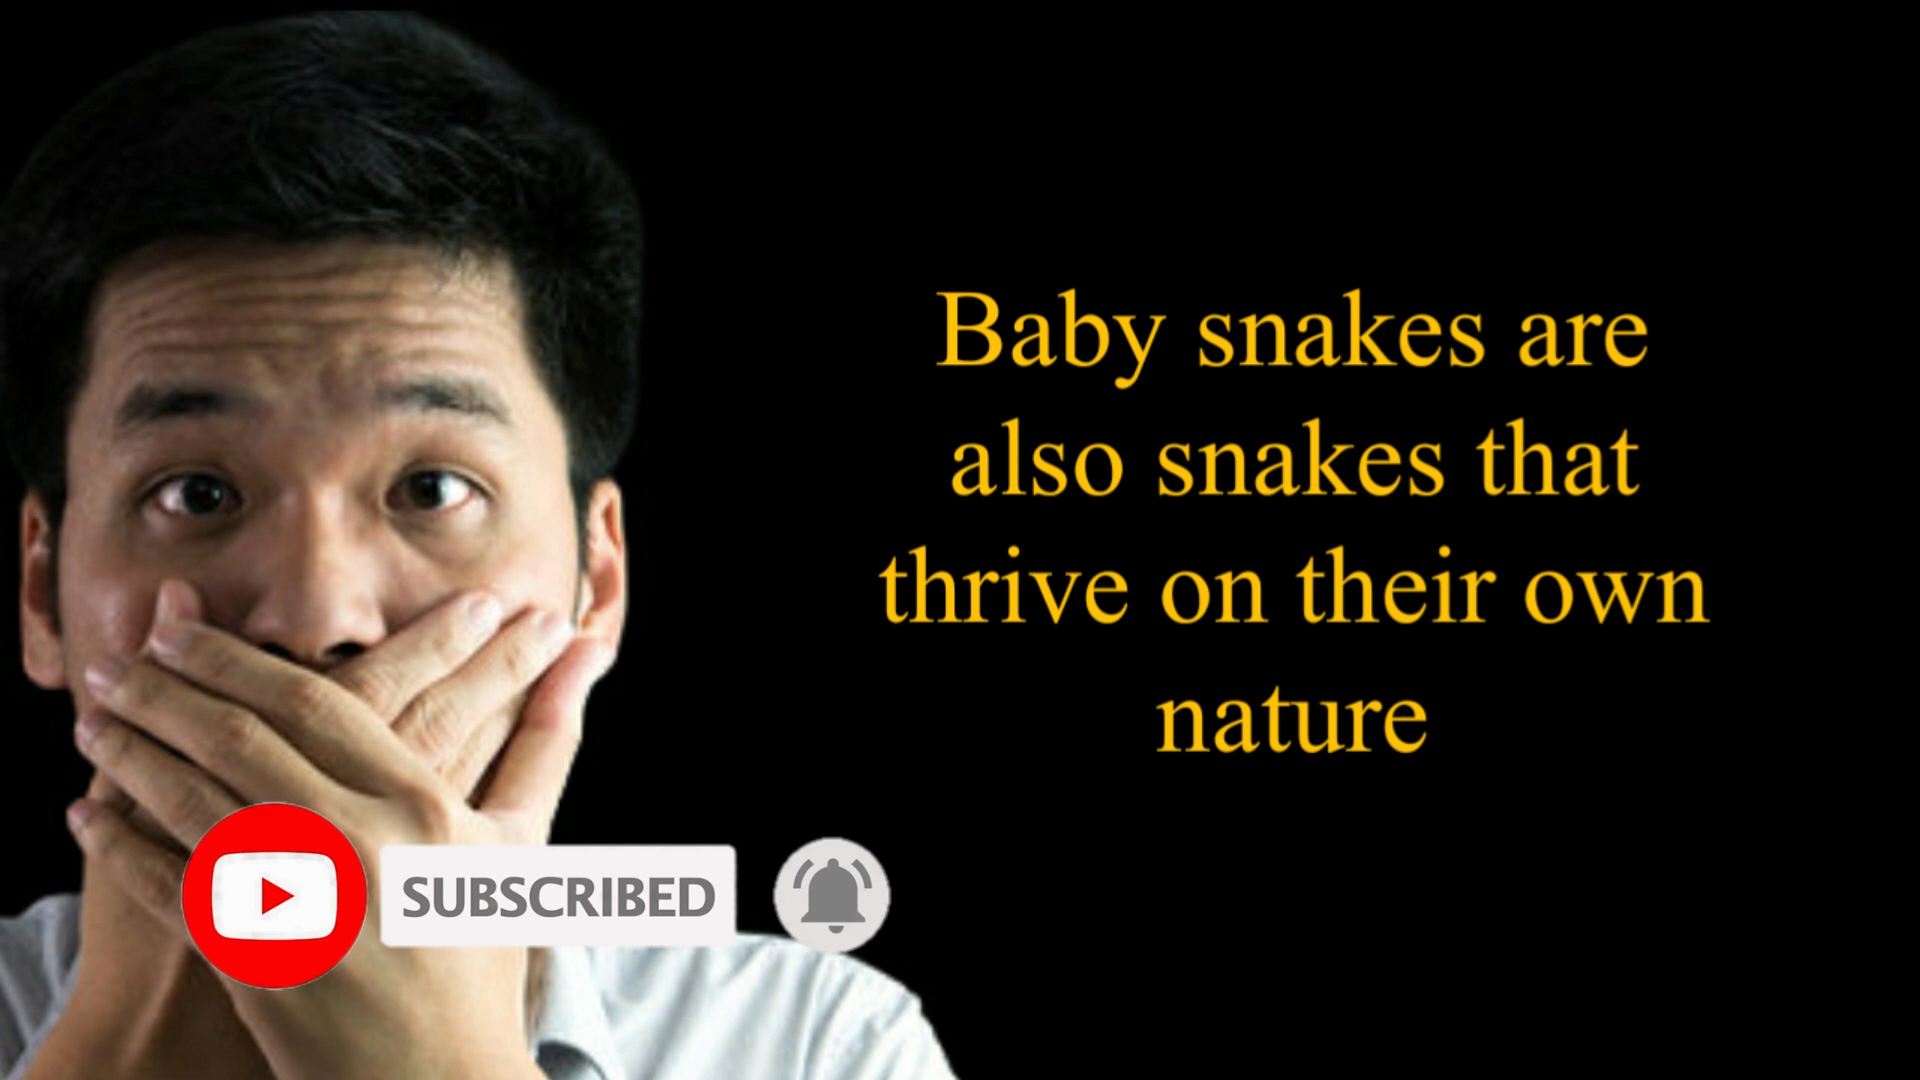 Baby snakes are
also snakes that
thrive on their own
nature
SUBSCRIBED